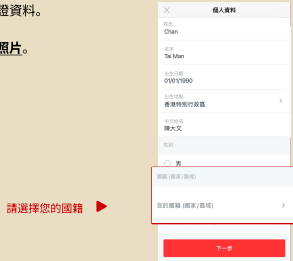 證資料。
照片。
個人資料
姓氏
Chan
名字
Tai Man
出生日期
01/01/1990
出生地點
香港特別行政區
中文姓名
陳大文
性別
男
國籍 (國家/區域)
您的國籍 (國家/區域)
請選擇您的國籍
下一步